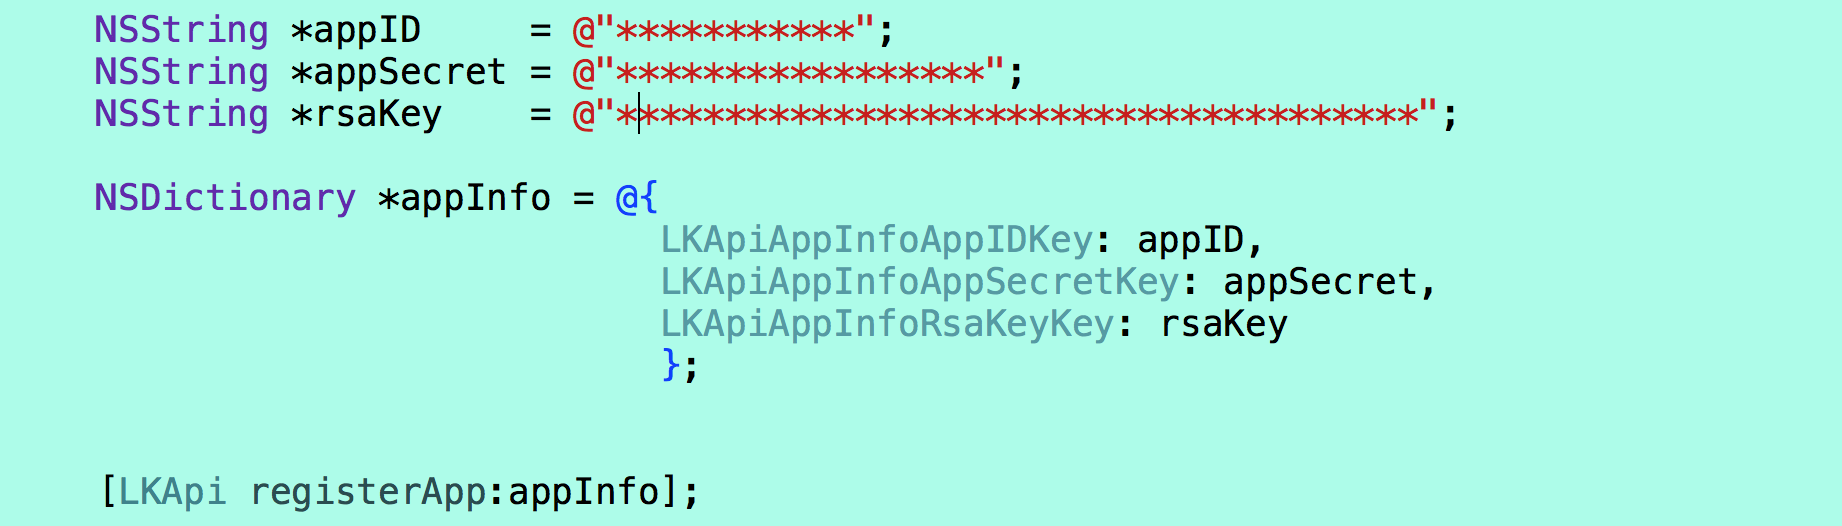 NSString *appID     = @"***********";
NSString *appSecret = @"*****************";
NSString *rsaKey    = @"*************************************";
NSDictionary *appInfo = @{
LKApiAppInfoAppIDKey: appID,
LKApiAppInfoAppSecretKey: appSecret,
LKApiAppInfoRsaKeyKey: rsaKey
};
[LKApi registerApp:appInfo];